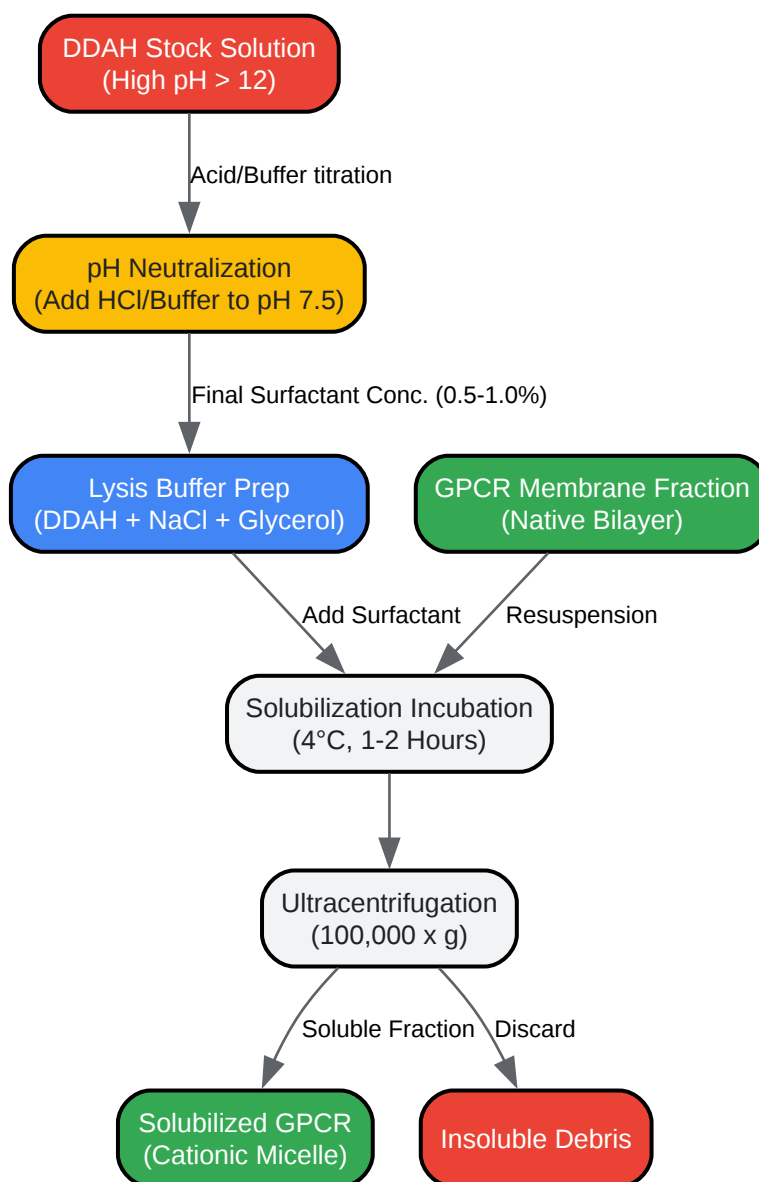 DDAH Stock Solution
(High pH > 12)
Acid/Buffer titration
pH Neutralization
(Add HCl/Buffer to pH 7.5)
Final Surfactant Conc. (0.5-1.0%)
Lysis Buffer Prep
(DDAH + NaCl + Glycerol)
GPCR Membrane Fraction
(Native Bilayer)
Add Surfactant
Resuspension
Solubilization Incubation
(4°C, 1-2 Hours)
Ultracentrifugation
(100,000 x g)
Soluble Fraction
Discard
Solubilized GPCR
(Cationic Micelle)
Insoluble Debris